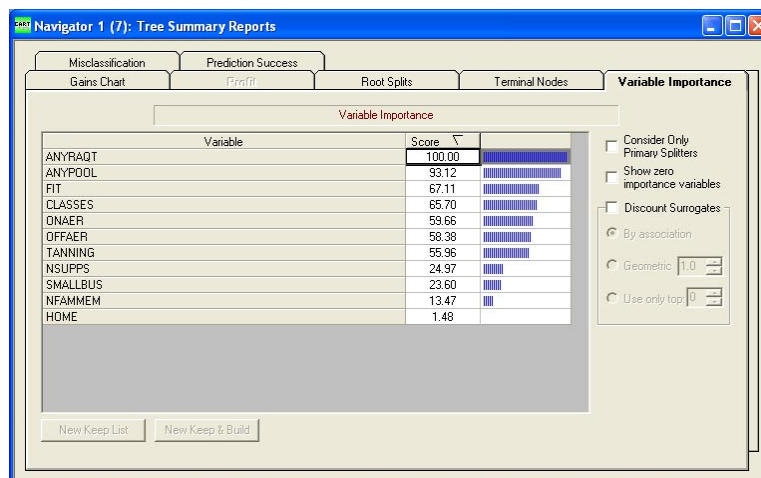 CART Navigator 1 (7): Tree Summary Reports
Misclassification Prediction Success
Gains Chart Profit Root Splits Terminal Nodes Variable Importance
Variable Importance
Variable Score
ANYRAQT 100.00
ANYPOOL 93.12
FIT 67.11
CLASSES 65.70
ONAER 59.66
OFFAER 58.38
TANNING 55.96
NSUPPS 24.97
SMALLBUS 23.60
NFAMMEM 13.47
HOME 1.48
Consider Only
Primary Splitters
Show zero
importance variables
Discount Surrogates
By association
Geometric 1.0
Use only top: 0
New Keep List New Keep & Build